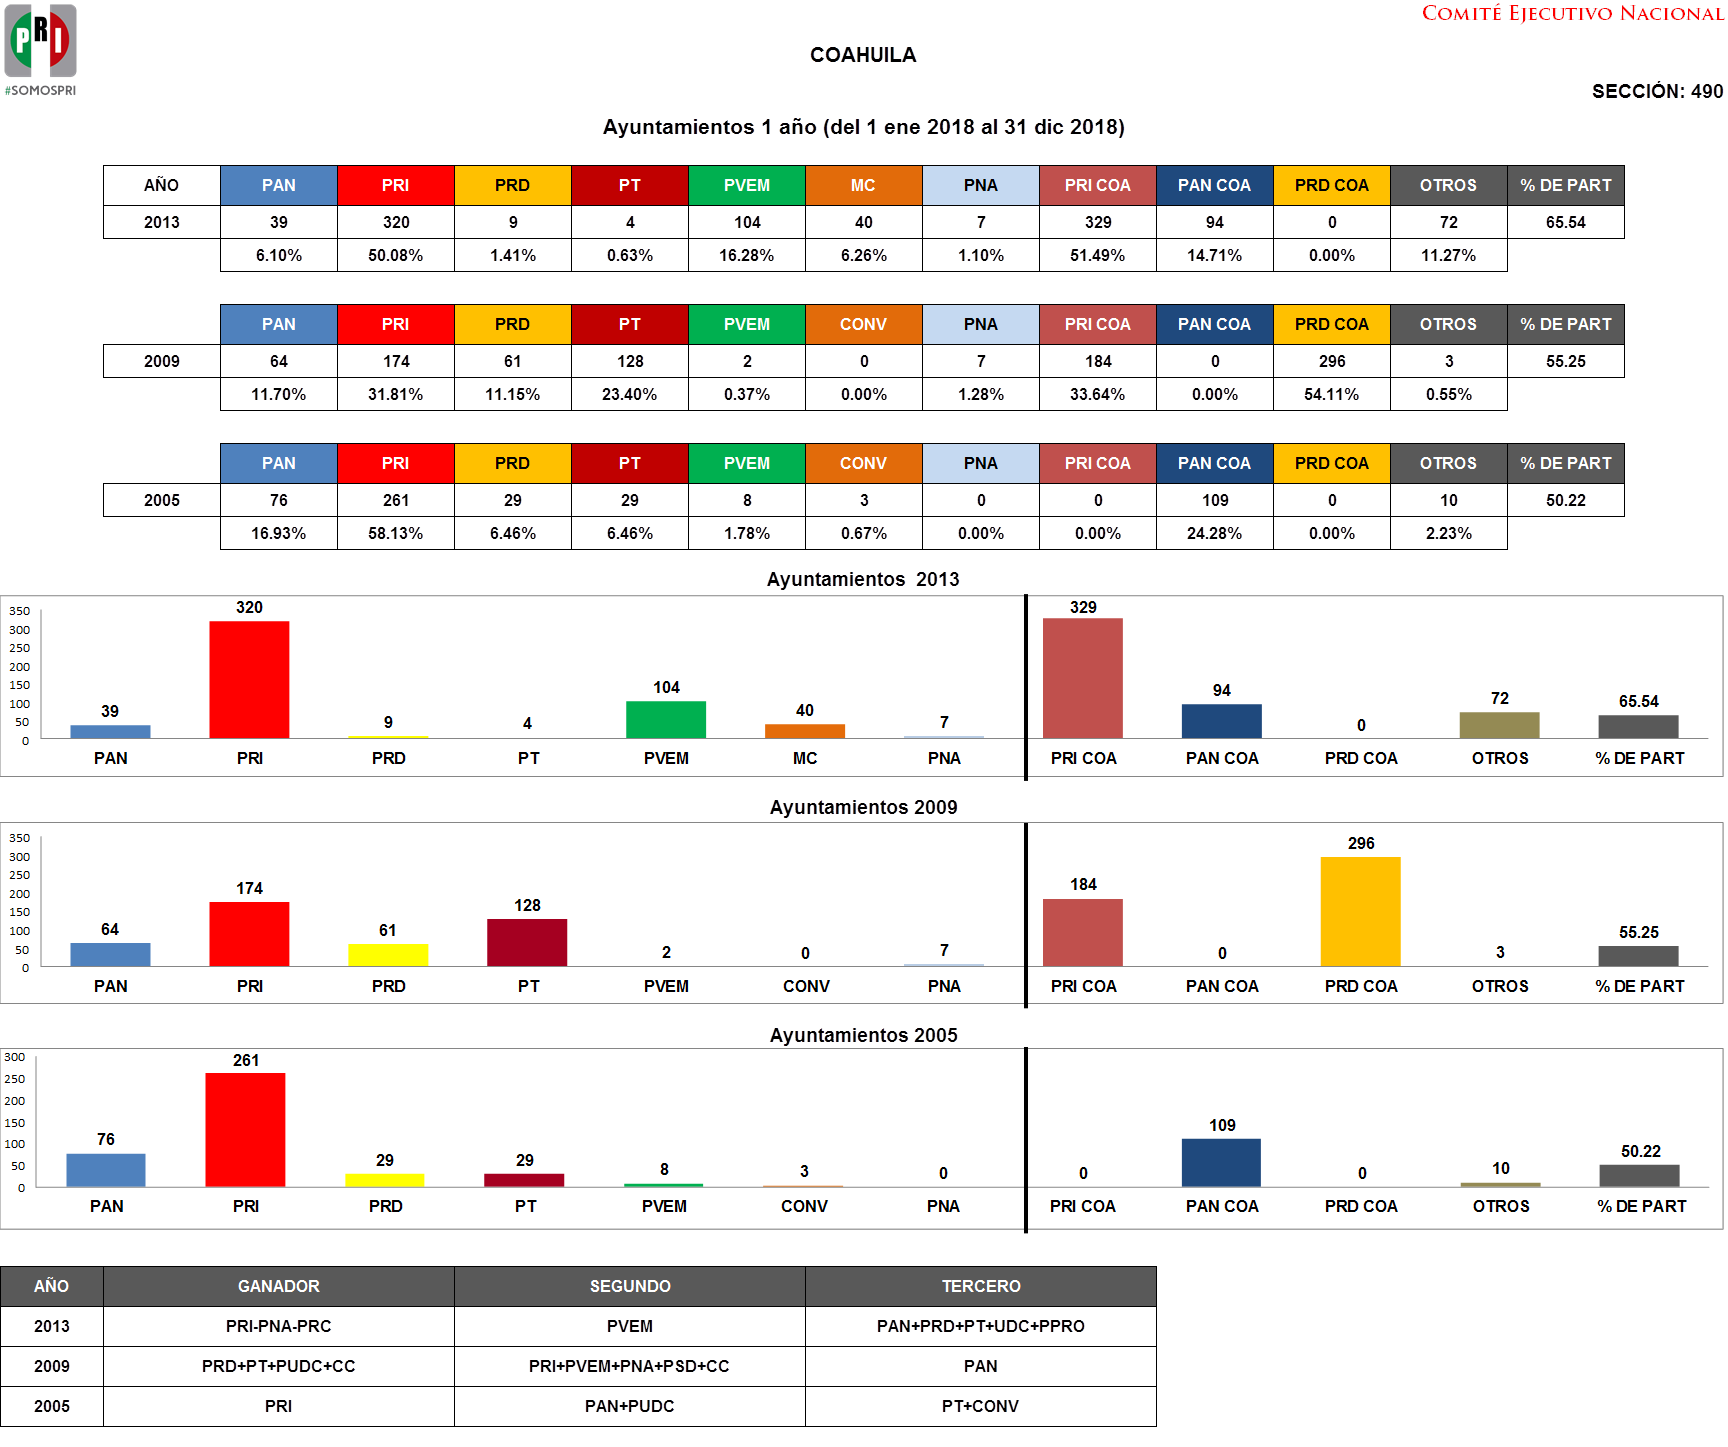 PRI
#SOMOSPRI
COMITÉ EJECUTIVO NACIONAL
COAHUILA
SECCIÓN: 490
Ayuntamientos 1 año (del 1 ene 2018 al 31 dic 2018)
AÑO PAN PRI PRD PT PVEM MC PNA PRI COA PAN COA PRD COA OTROS % DE PART
2013 39 320 9 4 104 40 7 329 94 0 72 65.54
6.10% 50.08% 1.41% 0.63% 16.28% 6.26% 1.10% 51.49% 14.71% 0.00% 11.27%
PAN PRI PRD PT PVEM CONV PNA PRI COA PAN COA PRD COA OTROS % DE PART
2009 64 174 61 128 2 0 7 184 0 296 3 55.25
11.70% 31.81% 11.15% 23.40% 0.37% 0.00% 1.28% 33.64% 0.00% 54.11% 0.55%
PAN PRI PRD PT PVEM CONV PNA PRI COA PAN COA PRD COA OTROS % DE PART
2005 76 261 29 29 8 3 0 0 109 0 10 50.22
16.93% 58.13% 6.46% 6.46% 1.78% 0.67% 0.00% 0.00% 24.28% 0.00% 2.23%
Ayuntamientos 2013
350
300
250
200
150
100
50
0
39 320 9 4 104 40 7 329 94 0 72 65.54
PAN PRI PRD PT PVEM MC PNA PRI COA PAN COA PRD COA OTROS % DE PART
Ayuntamientos 2009
350
300
250
200
150
100
50
0
64 174 61 128 2 0 7 184 0 296 3 55.25
PAN PRI PRD PT PVEM CONV PNA PRI COA PAN COA PRD COA OTROS % DE PART
Ayuntamientos 2005
300
250
200
150
100
50
0
76 261 29 29 8 3 0 0 109 0 10 50.22
PAN PRI PRD PT PVEM CONV PNA PRI COA PAN COA PRD COA OTROS % DE PART
AÑO GANADOR SEGUNDO TERCERO
2013 PRI-PNA-PRC PVEM PAN+PRD+PT+UDC+PPRO
2009 PRD+PT+PUDC+CC PRI+PVEM+PNA+PSD+CC PAN
2005 PRI PAN+PUDC PT+CONV